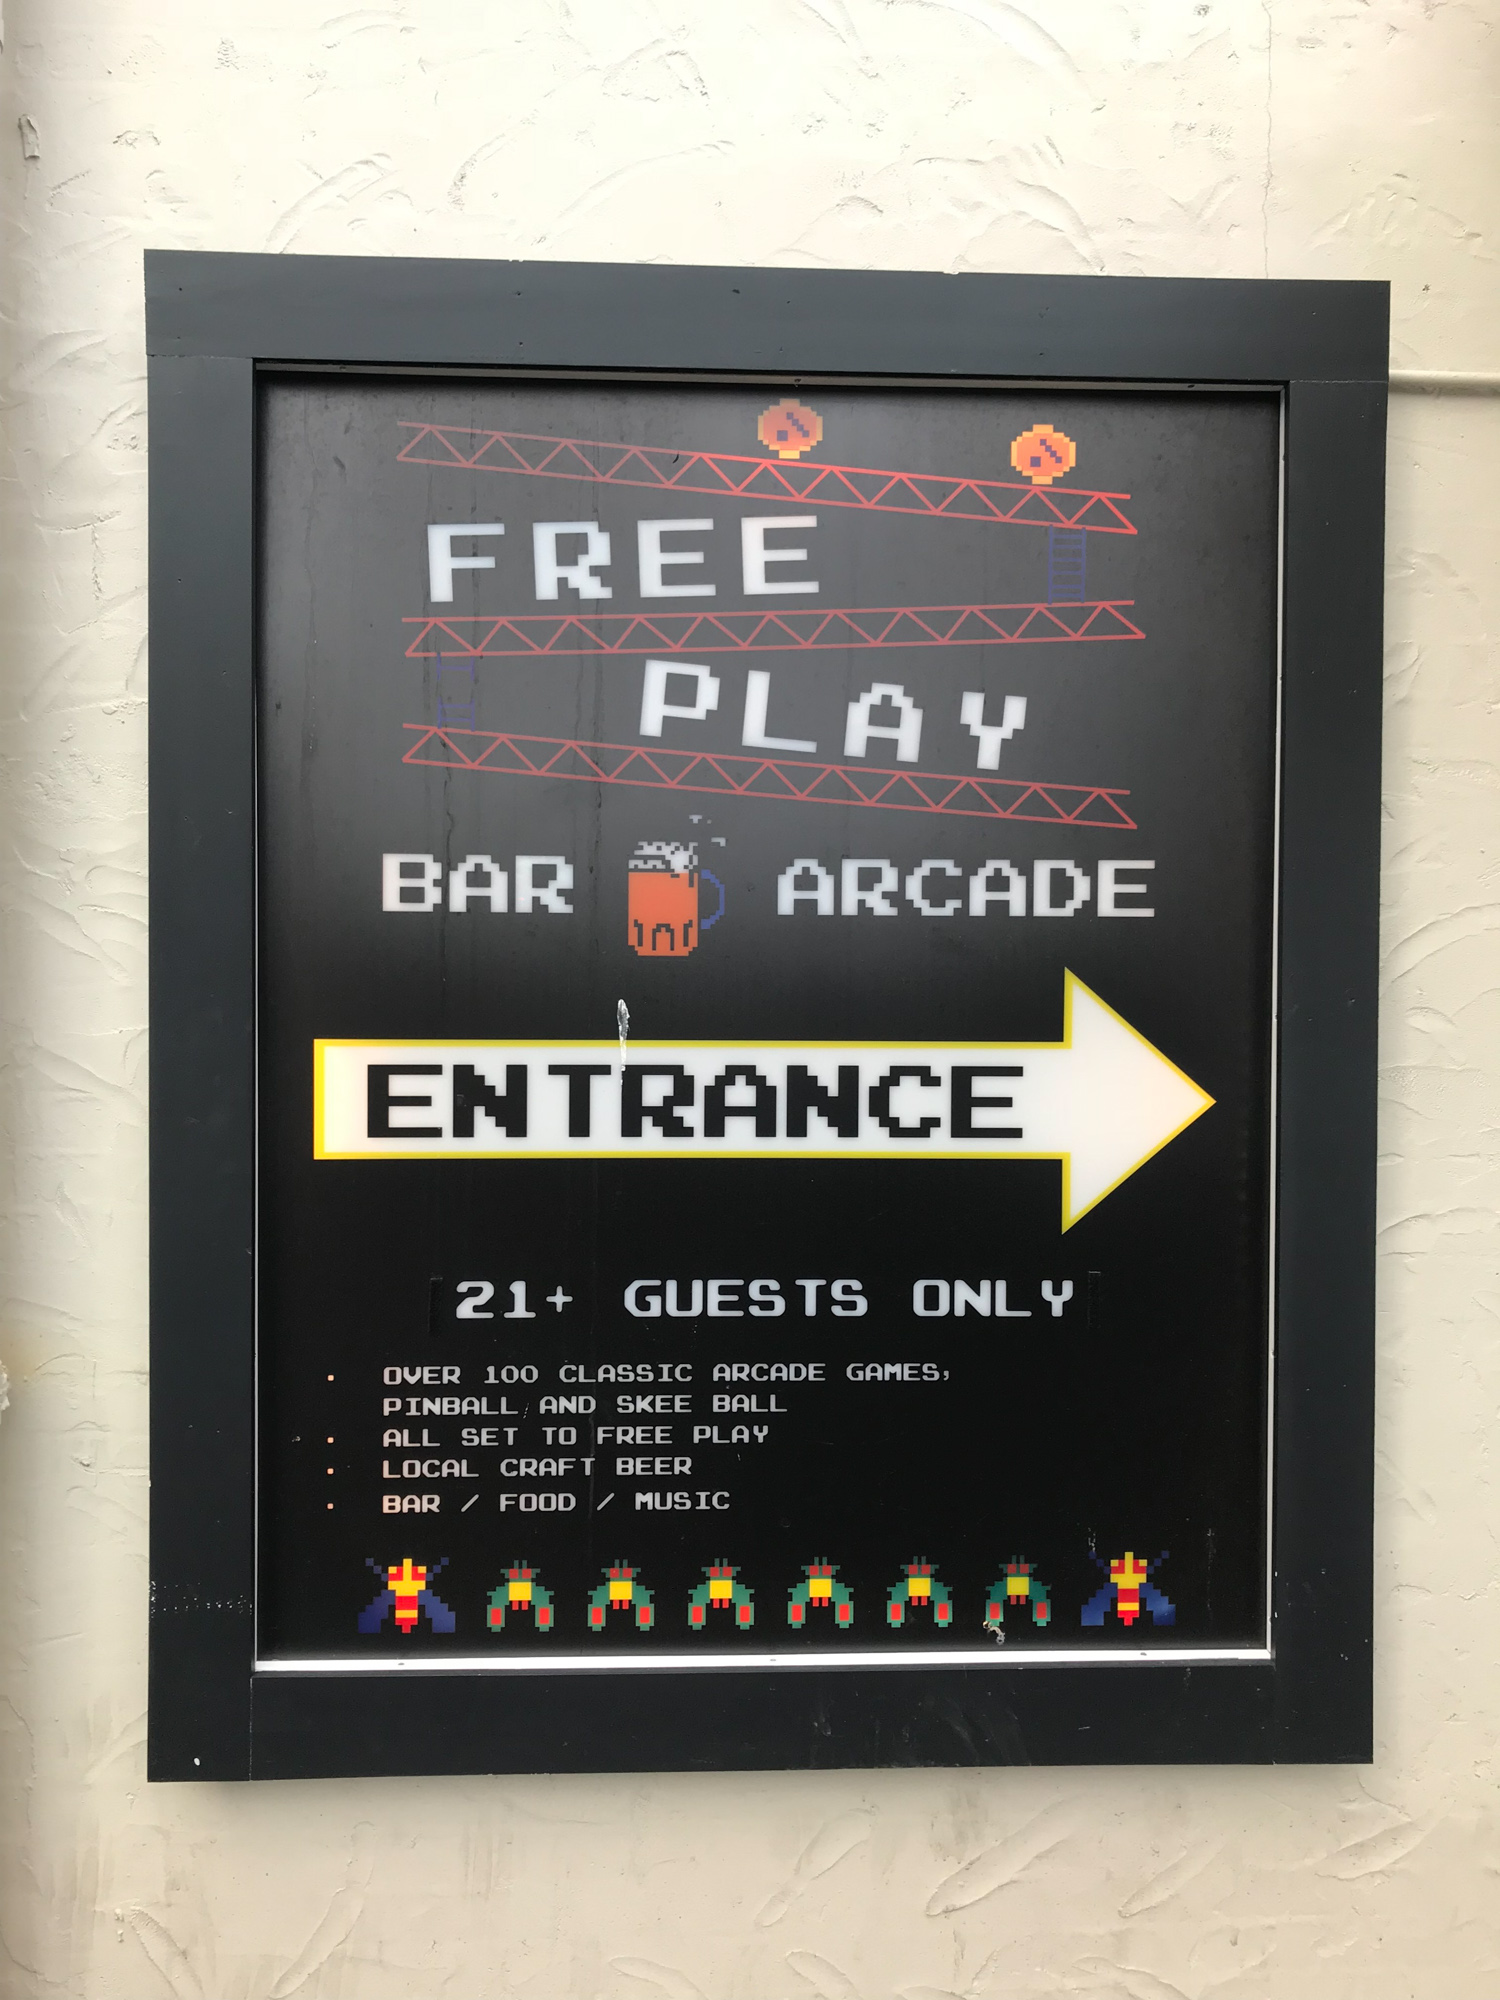 FREE
PLAY
BAR ARCADE
ENTRANCE
21+ GUESTS ONLY
• OVER 100 CLASSIC ARCADE GAMES,
PINBALL AND SKEE BALL
• ALL SET TO FREE PLAY
• LOCAL CRAFT BEER
• BAR / FOOD / MUSIC